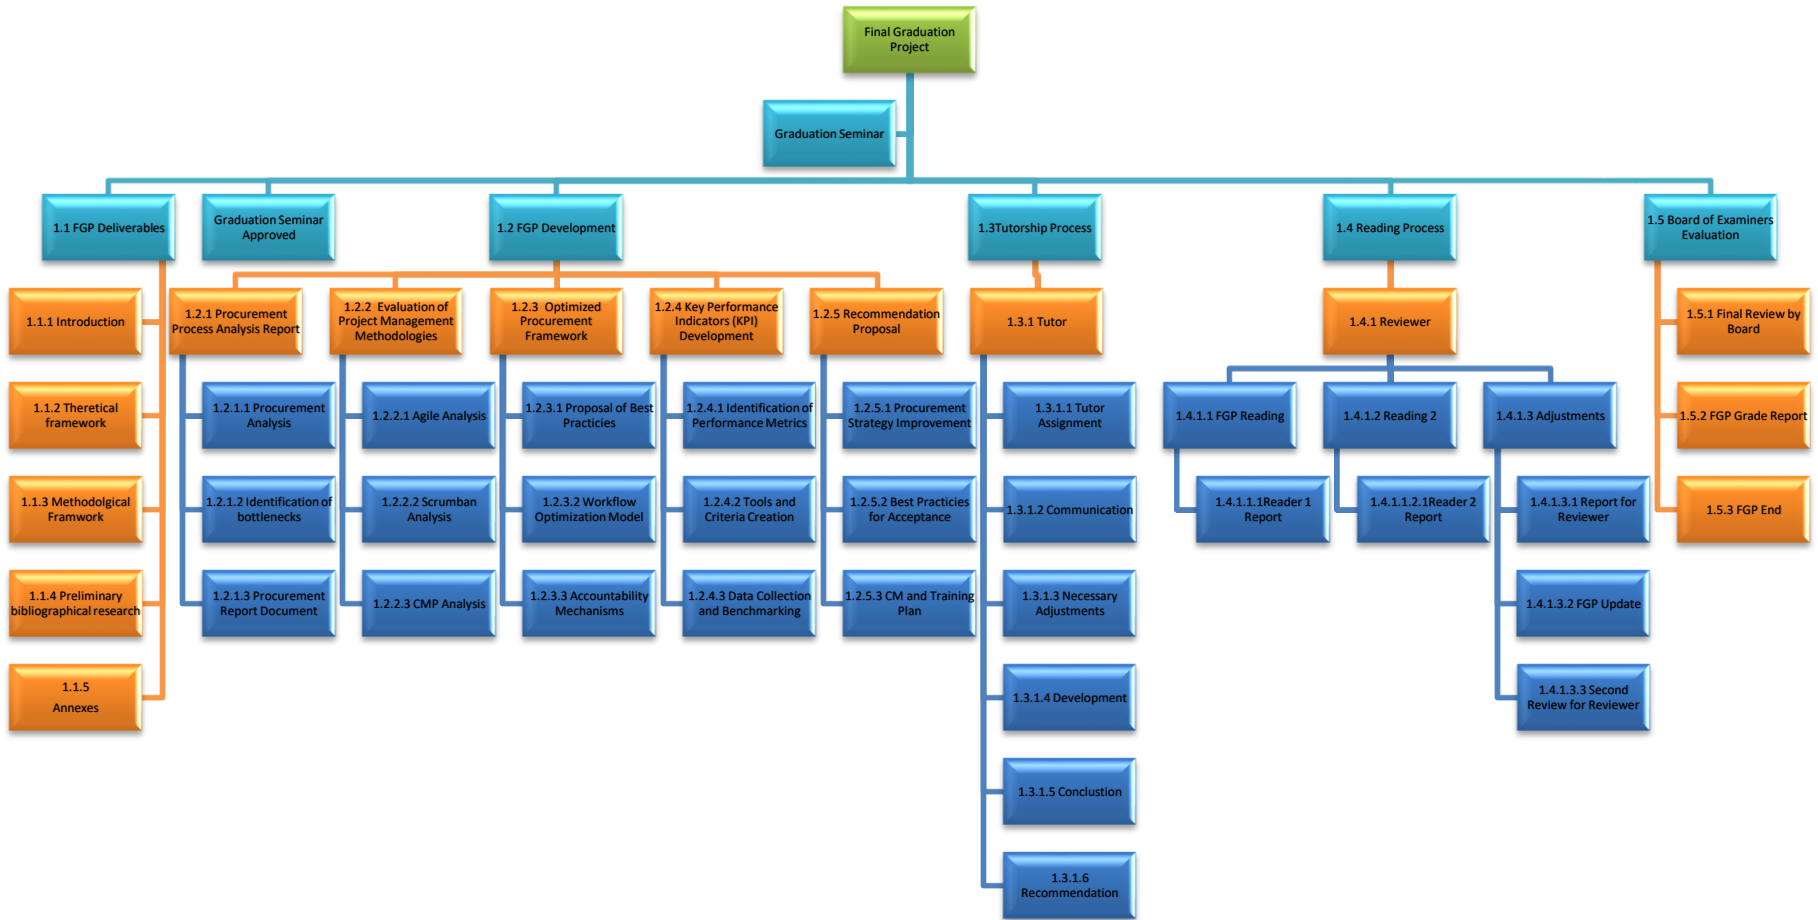 Final Graduation
Project
Graduation Seminar
1.1 FGP Deliverables
Graduation Seminar
Approved
1.2 FGP Development
1.3Tutorship Process
1.4 Reading Process
1.5 Board of Examiners
Evaluation
1.1.1 Introduction
1.1.2 Theretical
framework
1.1.3 Methodolgical
Framwork
1.1.4 Preliminary
bibliographical research
1.1.5
Annexes
1.2.1 Procurement
Process Analysis Report
1.2.1.1 Procurement
Analysis
1.2.1.2 Identification of
bottlenecks
1.2.1.3 Procurement
Report Document
1.2.2 Evaluation of
Project Management
Methodologies
1.2.2.1 Agile Analysis
1.2.2.2 Scrumban
Analysis
1.2.2.3 CMP Analysis
1.2.3 Optimized
Procurement
Framework
1.2.3.1 Proposal of Best
Practicies
1.2.3.2 Workflow
Optimization Model
1.2.3.3 Accountability
Mechanisms
1.2.4 Key Performance
Indicators (KPI)
Development
1.2.4.1 Identification of
Performance Metrics
1.2.4.2 Tools and
Criteria Creation
1.2.4.3 Data Collection
and Benchmarking
1.2.5 Recommendation
Proposal
1.2.5.1 Procurement
Strategy Improvement
1.2.5.2 Best Practicies
for Acceptance
1.2.5.3 CM and Training
Plan
1.3.1 Tutor
1.3.1.1 Tutor
Assignment
1.3.1.2 Communication
1.3.1.3 Necessary
Adjustments
1.3.1.4 Development
1.3.1.5 Conclustion
1.3.1.6
Recommendation
1.4.1 Reviewer
1.4.1.1 FGP Reading
1.4.1.1.1Reader 1
Report
1.4.1.2 Reading 2
1.4.1.1.2.1Reader 2
Report
1.4.1.3 Adjustments
1.4.1.3.1 Report for
Reviewer
1.4.1.3.2 FGP Update
1.4.1.3.3 Second
Review for Reviewer
1.5.1 Final Review by
Board
1.5.2 FGP Grade Report
1.5.3 FGP End